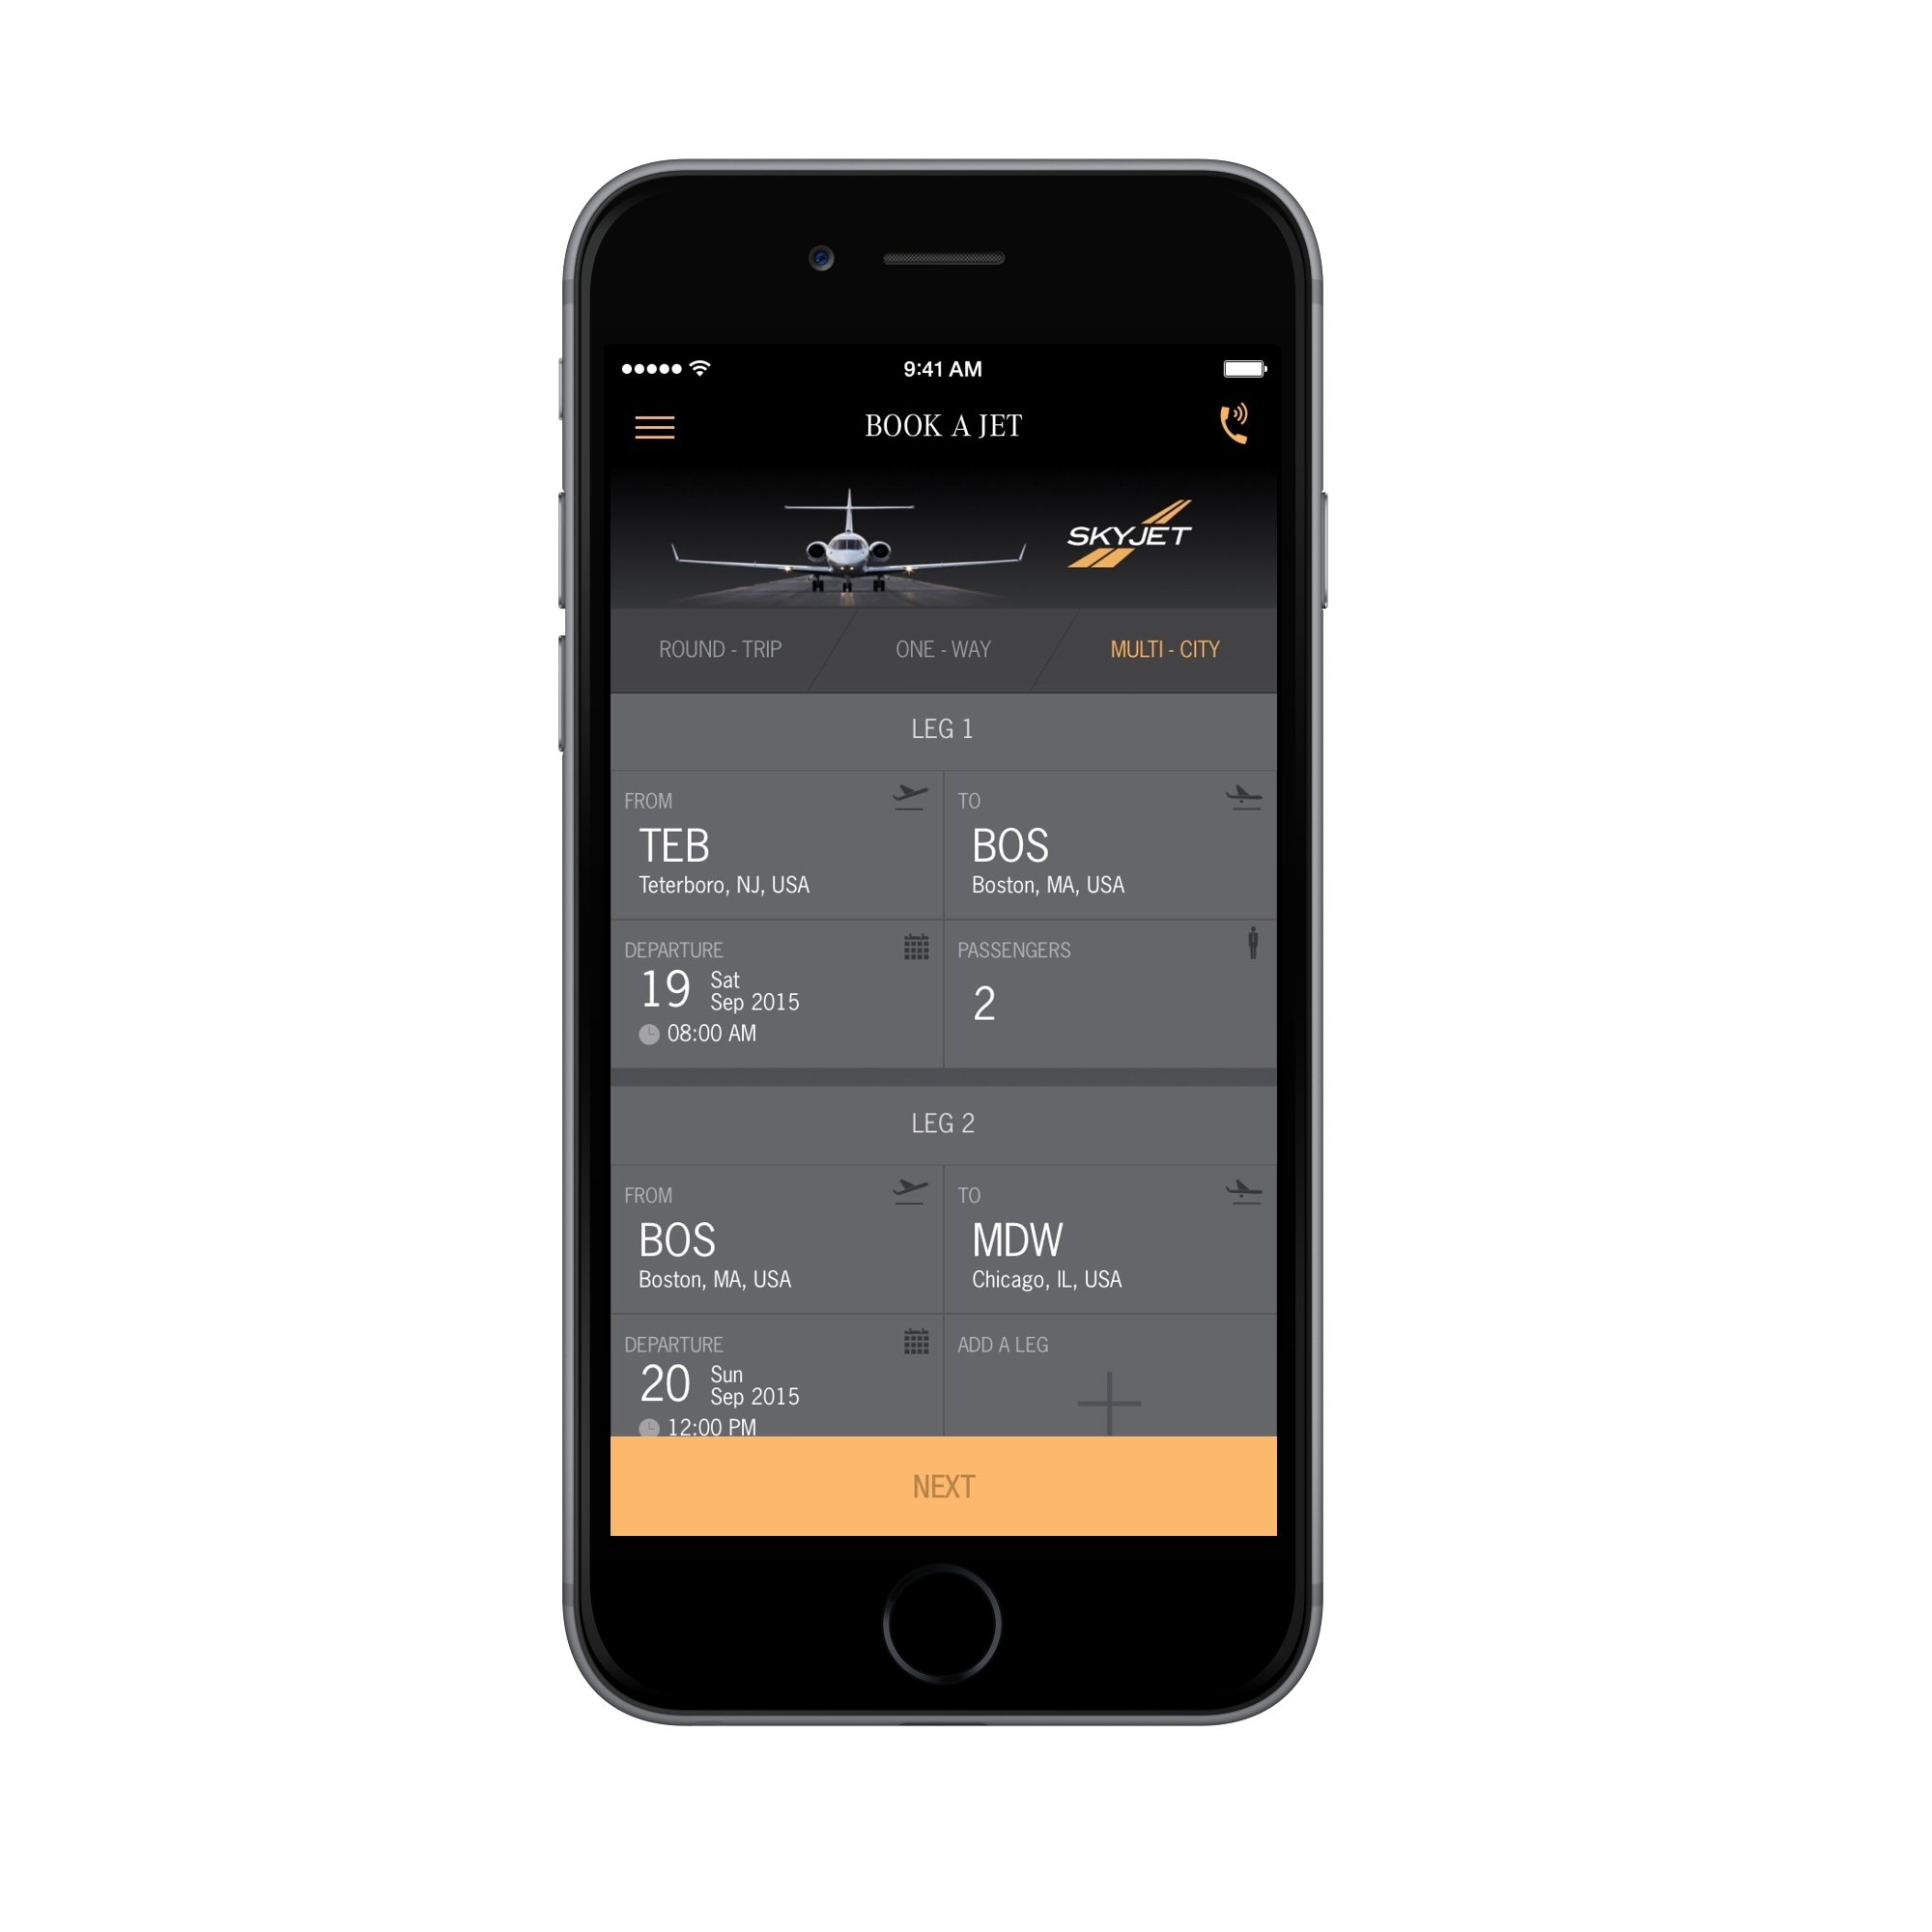 9:41 AM
BOOK A JET
SKYJET
ROUND - TRIP
ONE - WAY
MULTI - CITY
LEG 1
FROM
TEB
Teterboro, NJ, USA
TO
BOS
Boston, MA, USA
DEPARTURE
19
Sat
Sep 2015
08:00 AM
PASSENGERS
2
LEG 2
FROM
BOS
Boston, MA, USA
TO
MDW
Chicago, IL, USA
DEPARTURE
20
Sun
Sep 2015
12:00 PM
ADD A LEG
NEXT